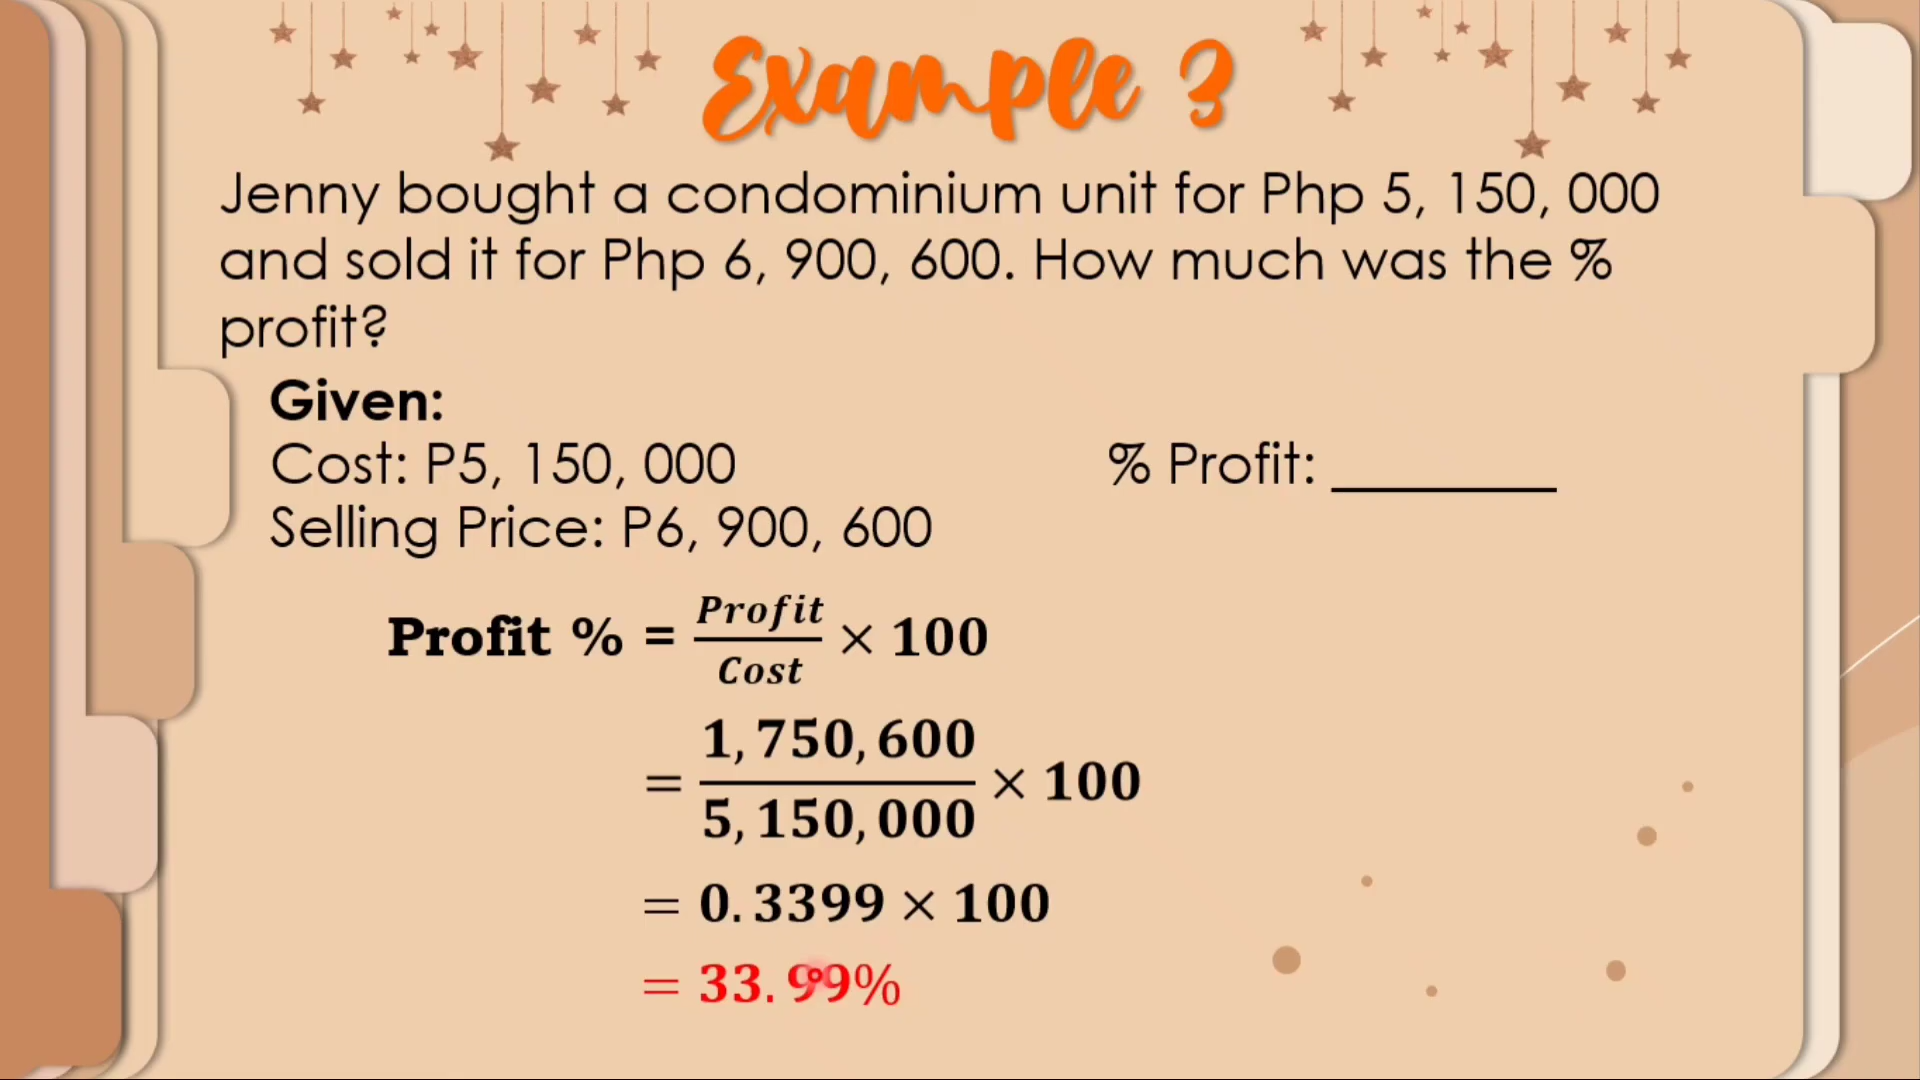 Example 3
Jenny bought a condominium unit for Php 5, 150, 000
and sold it for Php 6, 900, 600. How much was the %
profit?
Given:
Cost: P5, 150, 000
% Profit: ________
Selling Price: P6, 900, 600
Profit % = Profit/Cost × 100
= 1,750,600/5,150,000 × 100
= 0.3399 × 100
= 33.99%